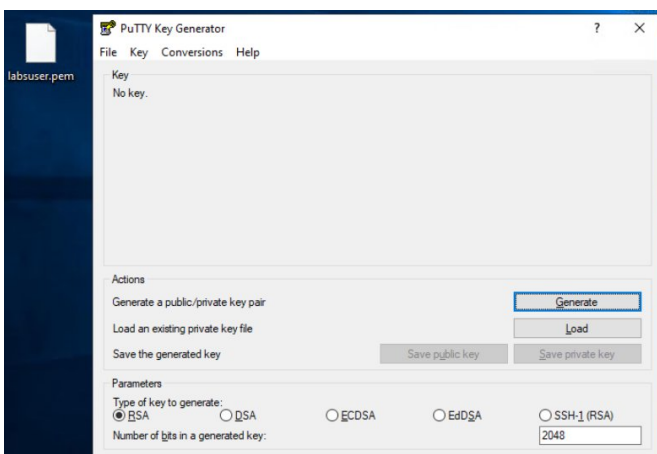 PuTTY Key Generator ? X
File Key Conversions Help
labsuser.pem
Key
No key.
Actions
Generate a public/private key pair Generate
Load an existing private key file Load
Save the generated key Save public key Save private key
Parameters
Type of key to generate:
RSA DSA ECDSA EdDSA SSH-1 (RSA)
Number of bits in a generated key: 2048